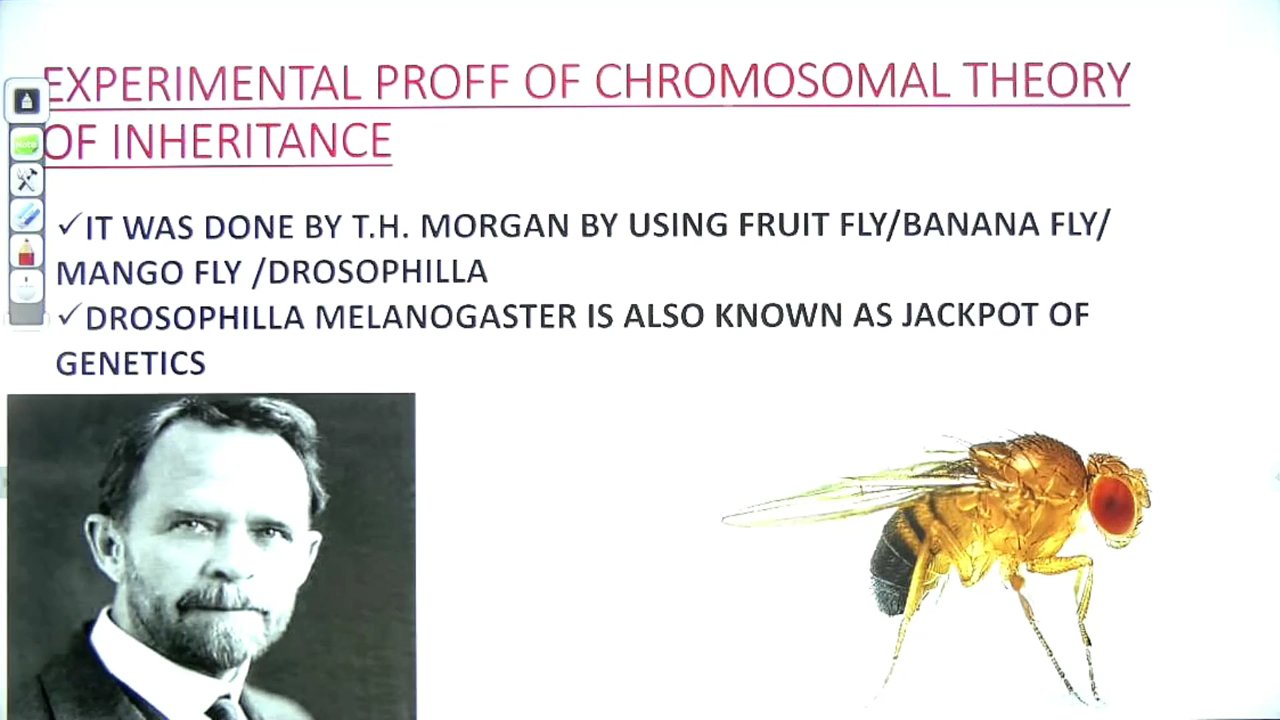 EXPERIMENTAL PROFF OF CHROMOSOMAL THEORY
OF INHERITANCE
✓IT WAS DONE BY T.H. MORGAN BY USING FRUIT FLY/BANANA FLY/
MANGO FLY /DROSOPHILLA
✓DROSOPHILLA MELANOGASTER IS ALSO KNOWN AS JACKPOT OF
GENETICS